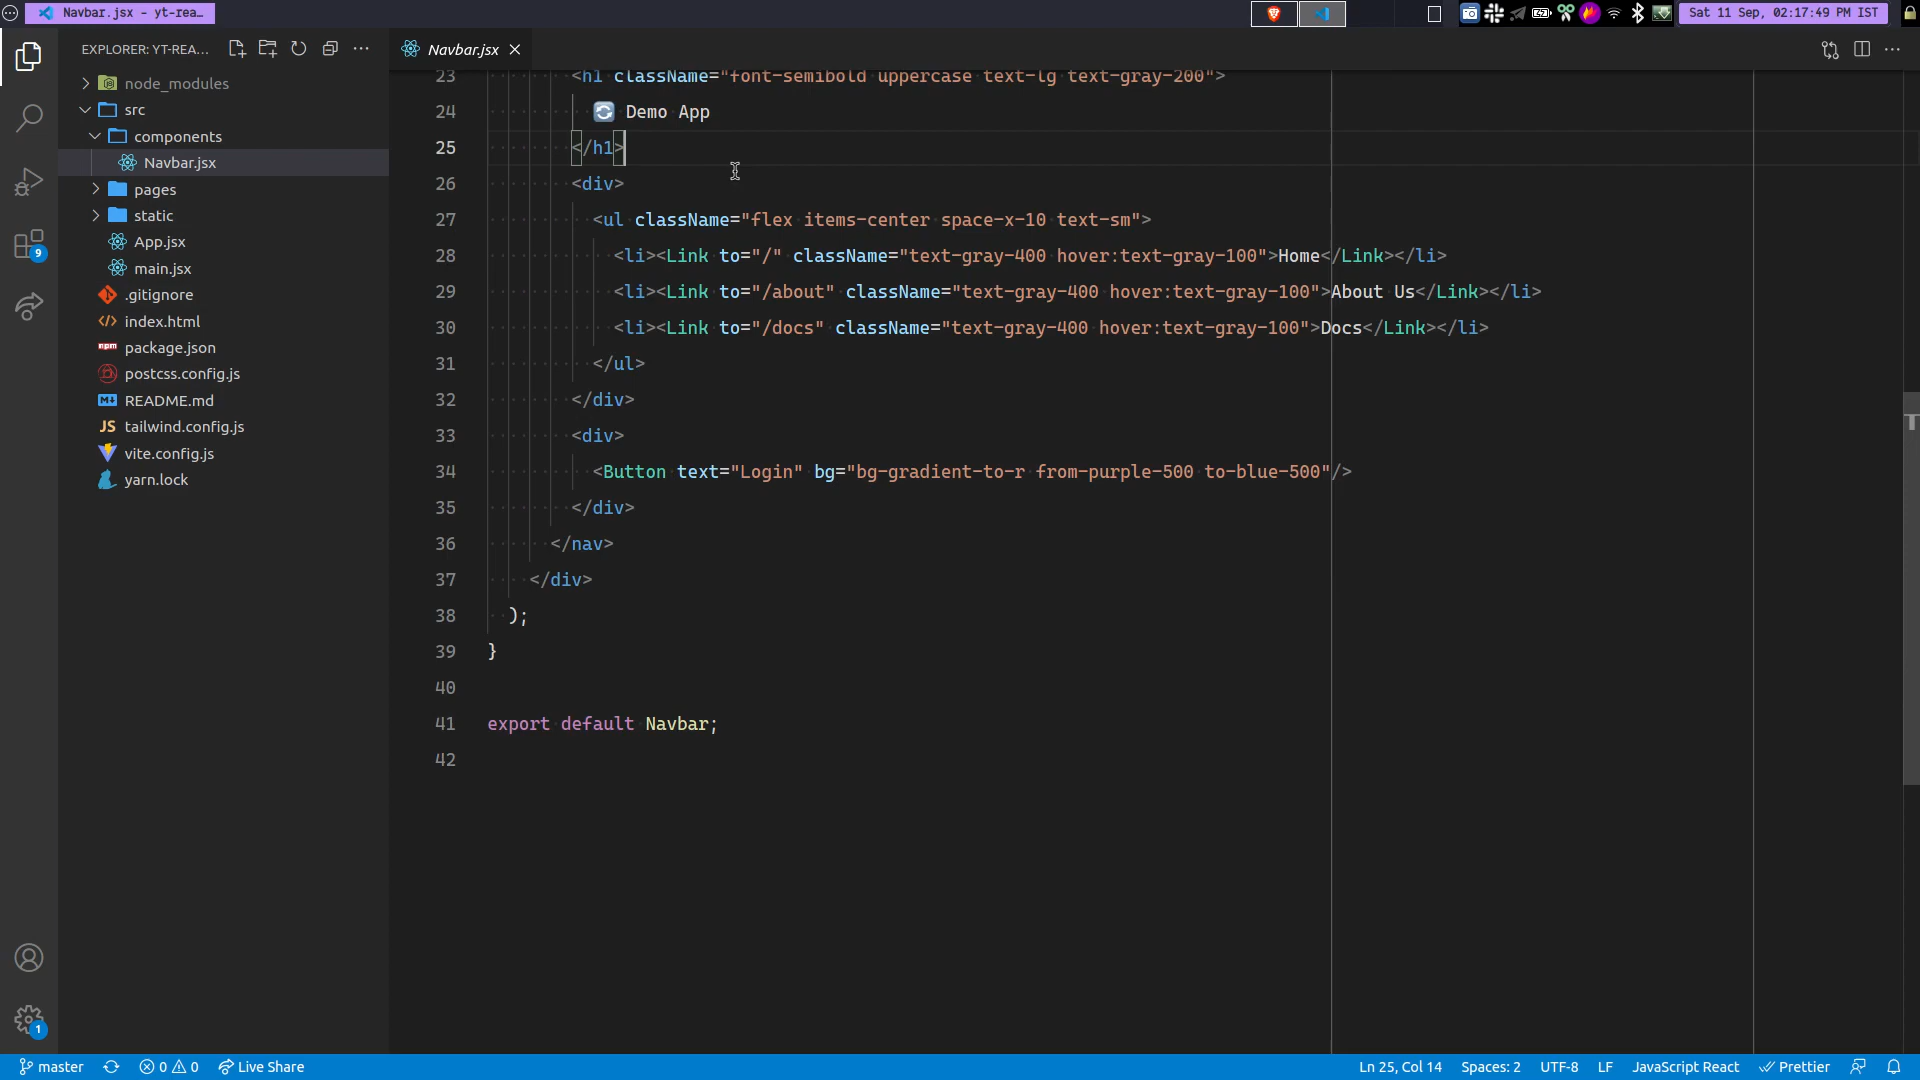 Navbar.jsx - yt-rea…
Sat 11 Sep, 02:17:49 PM IST
EXPLORER: YT-REA...
Navbar.jsx
node_modules
src
components
Navbar.jsx
pages
static
App.jsx
main.jsx
.gitignore
index.html
package.json
postcss.config.js
README.md
JS tailwind.config.js
vite.config.js
yarn.lock
9
1
23 <h1 className="font-semibold uppercase text-lg text-gray-200">
24 🔄 Demo App
25 </h1>
26 <div>
27 <ul className="flex items-center space-x-10 text-sm">
28 <li><Link to="/" className="text-gray-400 hover:text-gray-100">Home</Link></li>
29 <li><Link to="/about" className="text-gray-400 hover:text-gray-100">About Us</Link></li>
30 <li><Link to="/docs" className="text-gray-400 hover:text-gray-100">Docs</Link></li>
31 </ul>
32 </div>
33 <div>
34 <Button text="Login" bg="bg-gradient-to-r from-purple-500 to-blue-500"/>
35 </div>
36 </nav>
37 </div>
38 );
39 }
40
41 export default Navbar;
42
master 0 0 Live Share
Ln 25, Col 14 Spaces: 2 UTF-8 LF JavaScript React Prettier